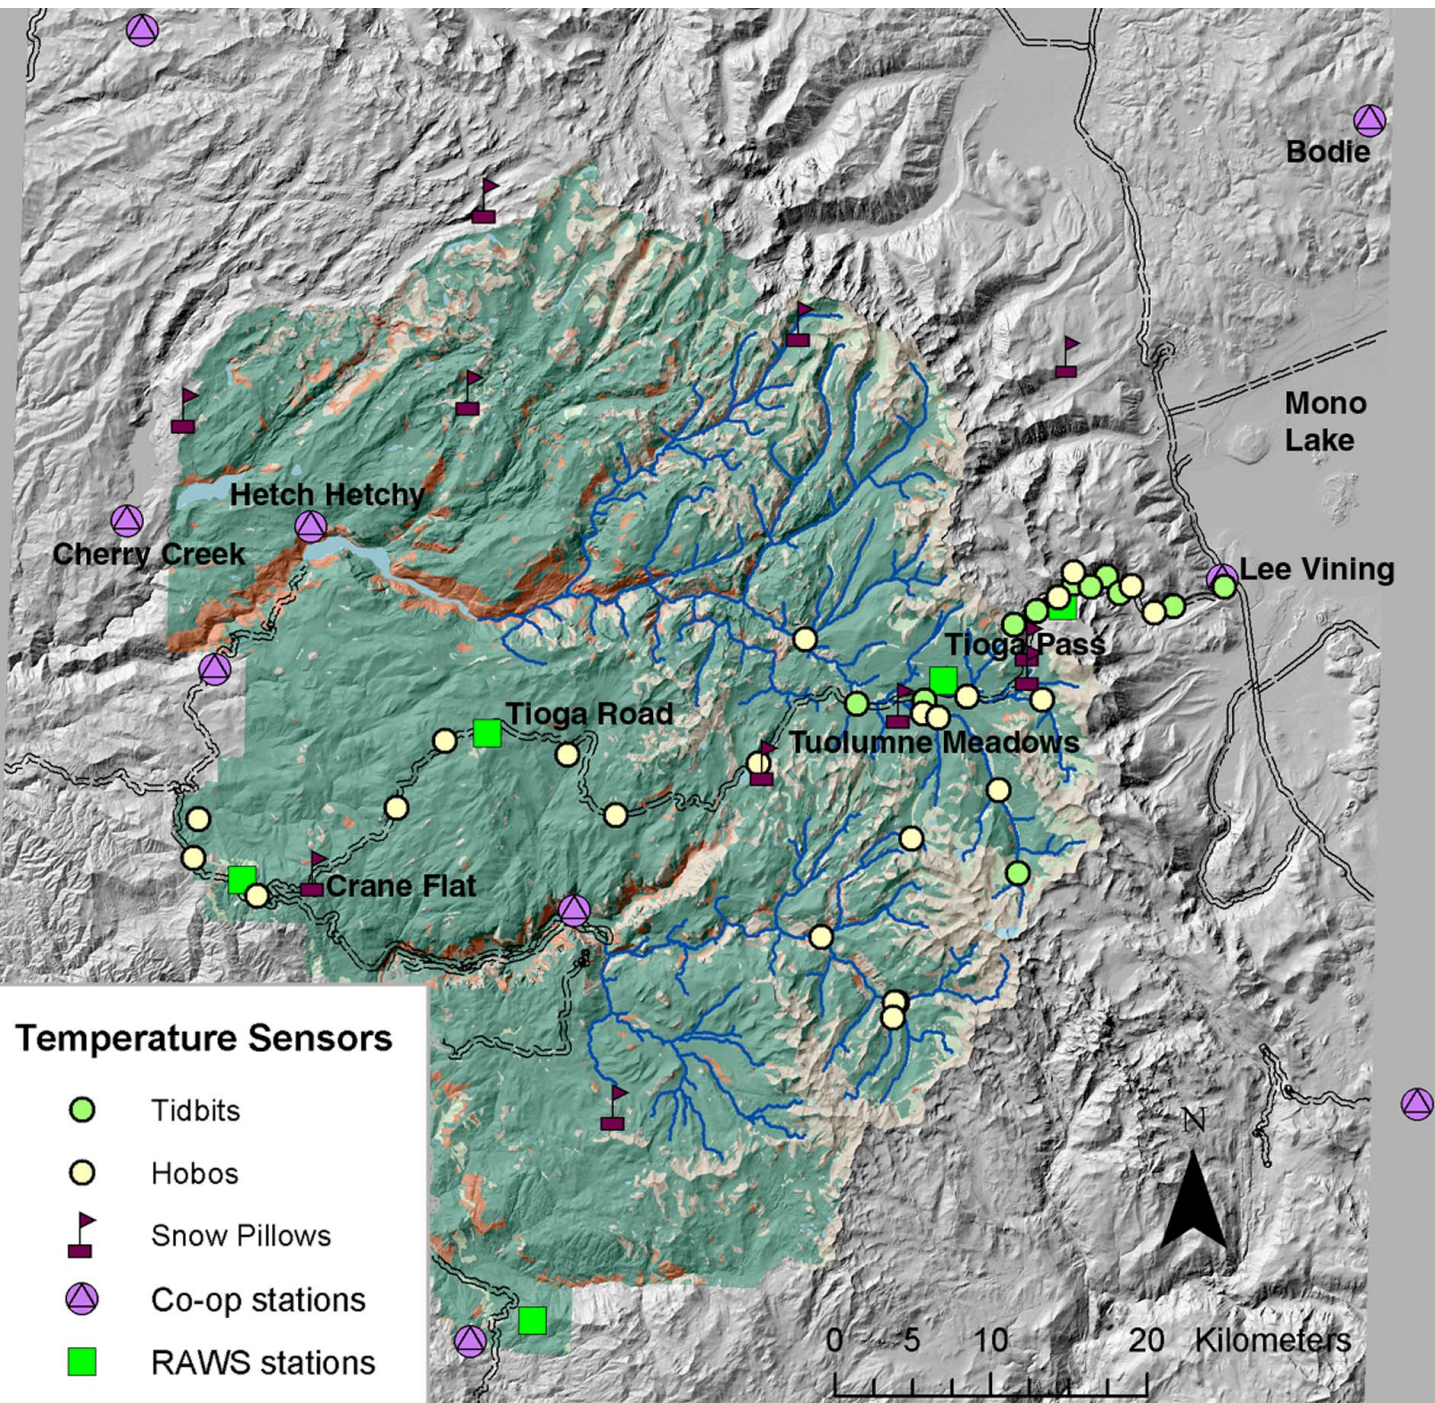 Bodie
Mono
Lake
Hetch Hetchy
Cherry Creek
Lee Vining
Tioga Pass
Tioga Road
Tuolumne Meadows
Crane Flat
Temperature Sensors
Tidbits
Hobos
Snow Pillows
Co-op stations
RAWS stations
N
0 5 10 20 Kilometers